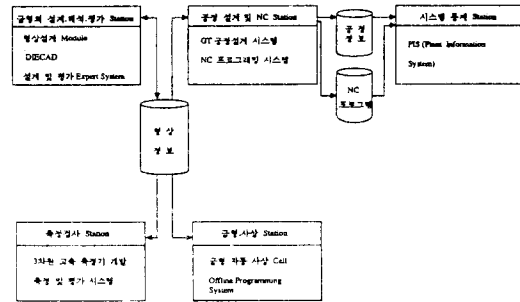 금형의 설계.해석.평가 Station
형상설계 Module
DIECAD
설계 및 평가 Expert System
공정 설계 및 NC Station
GT 공정설계 시스템
NC 프로그래밍 시스템
공정
정보
NC
프로그램
시스템 통제 Station
PIS (Plant Information
System)
형상
정보
측정검사 Station
3차원 측정기 개발
측정 및 평가 시스템
금형.사상 Station
금형 자동 사상 Cell
Offline Programming
System